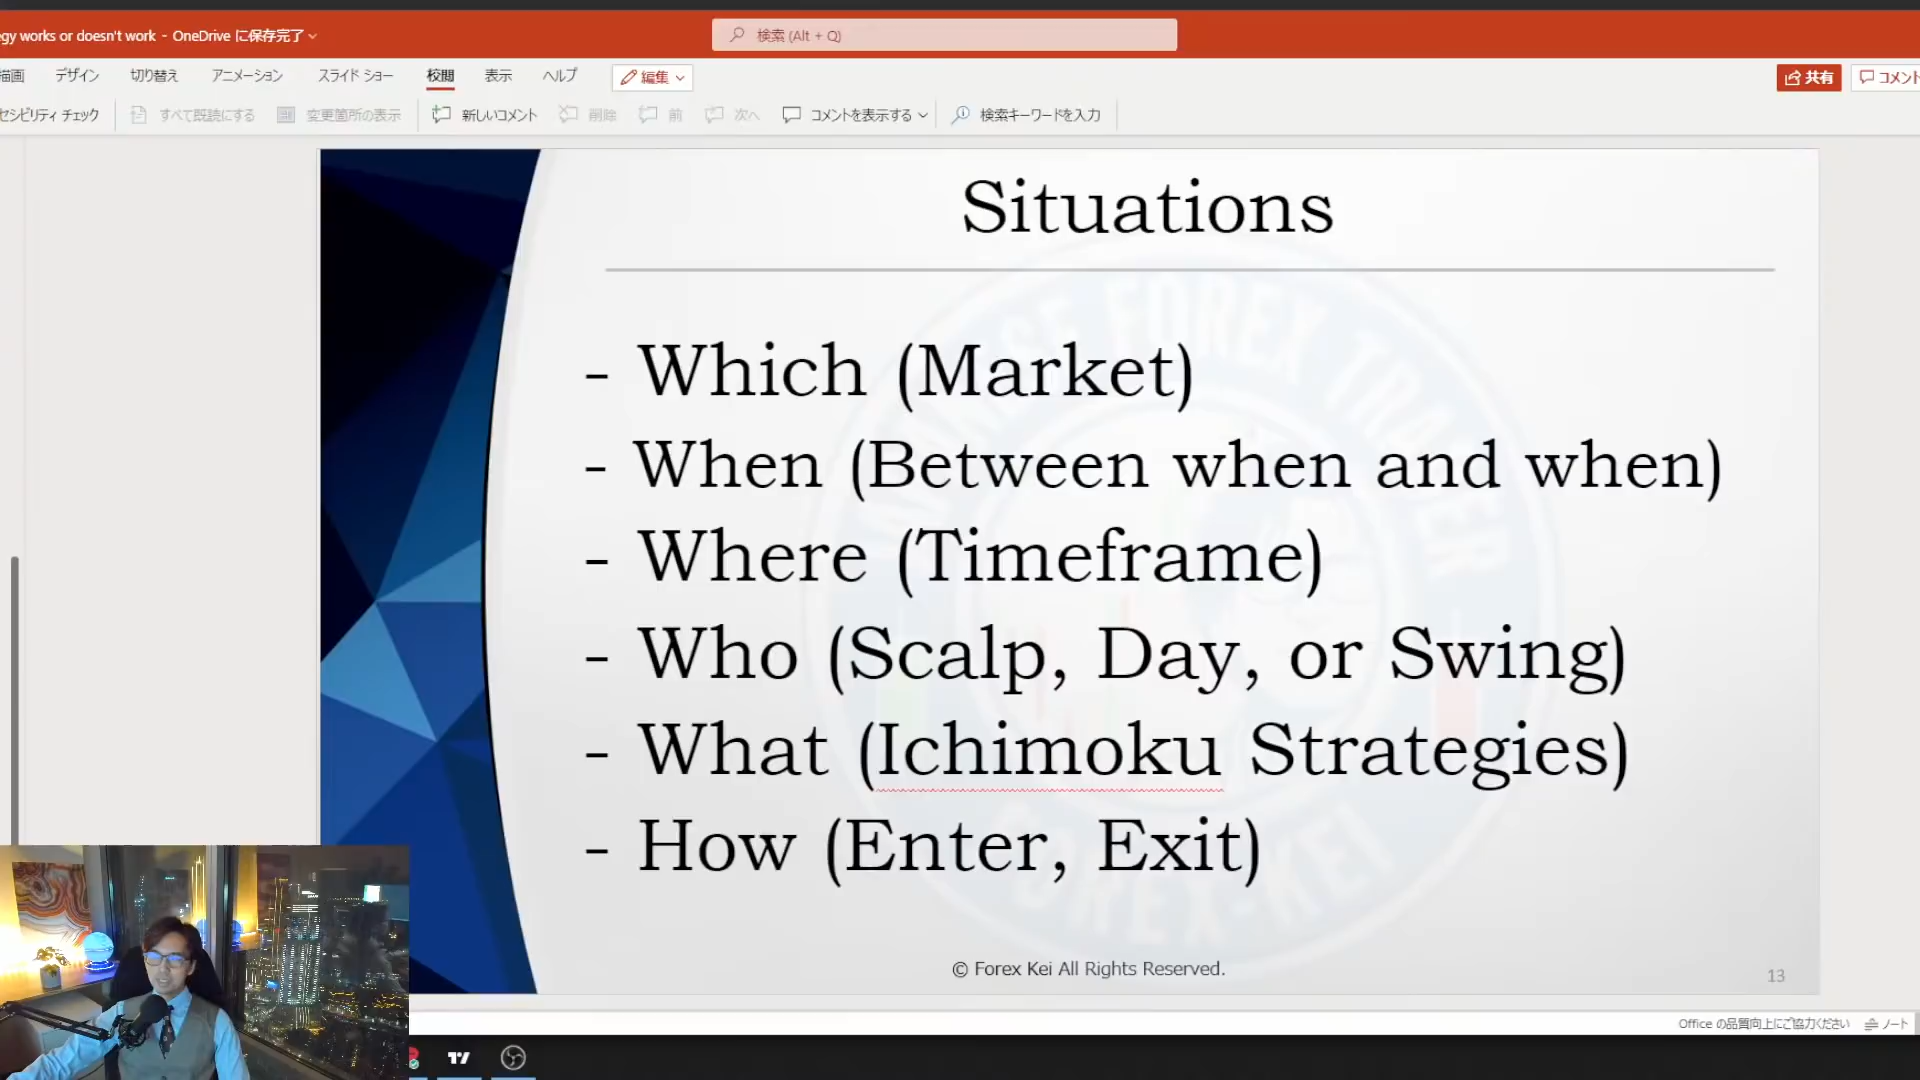 gy works or doesn't work - OneDrive に保存完了
検索 (Alt + Q)
描画 デザイン 切り替え アニメーション スライド ショー 校閲 表示 ヘルプ 編集 共有 コメント
セシビリティ チェック すべて既読にする 変更箇所の表示 新しいコメント 削除 前 次へ コメントを表示する 検索キーワードを入力
Situations
- Which (Market)
- When (Between when and when)
- Where (Timeframe)
- Who (Scalp, Day, or Swing)
- What (Ichimoku Strategies)
- How (Enter, Exit)
FOREX TRADER
FOREX-KEI
© Forex Kei All Rights Reserved.
13
Office の品質向上にご協力ください ノート